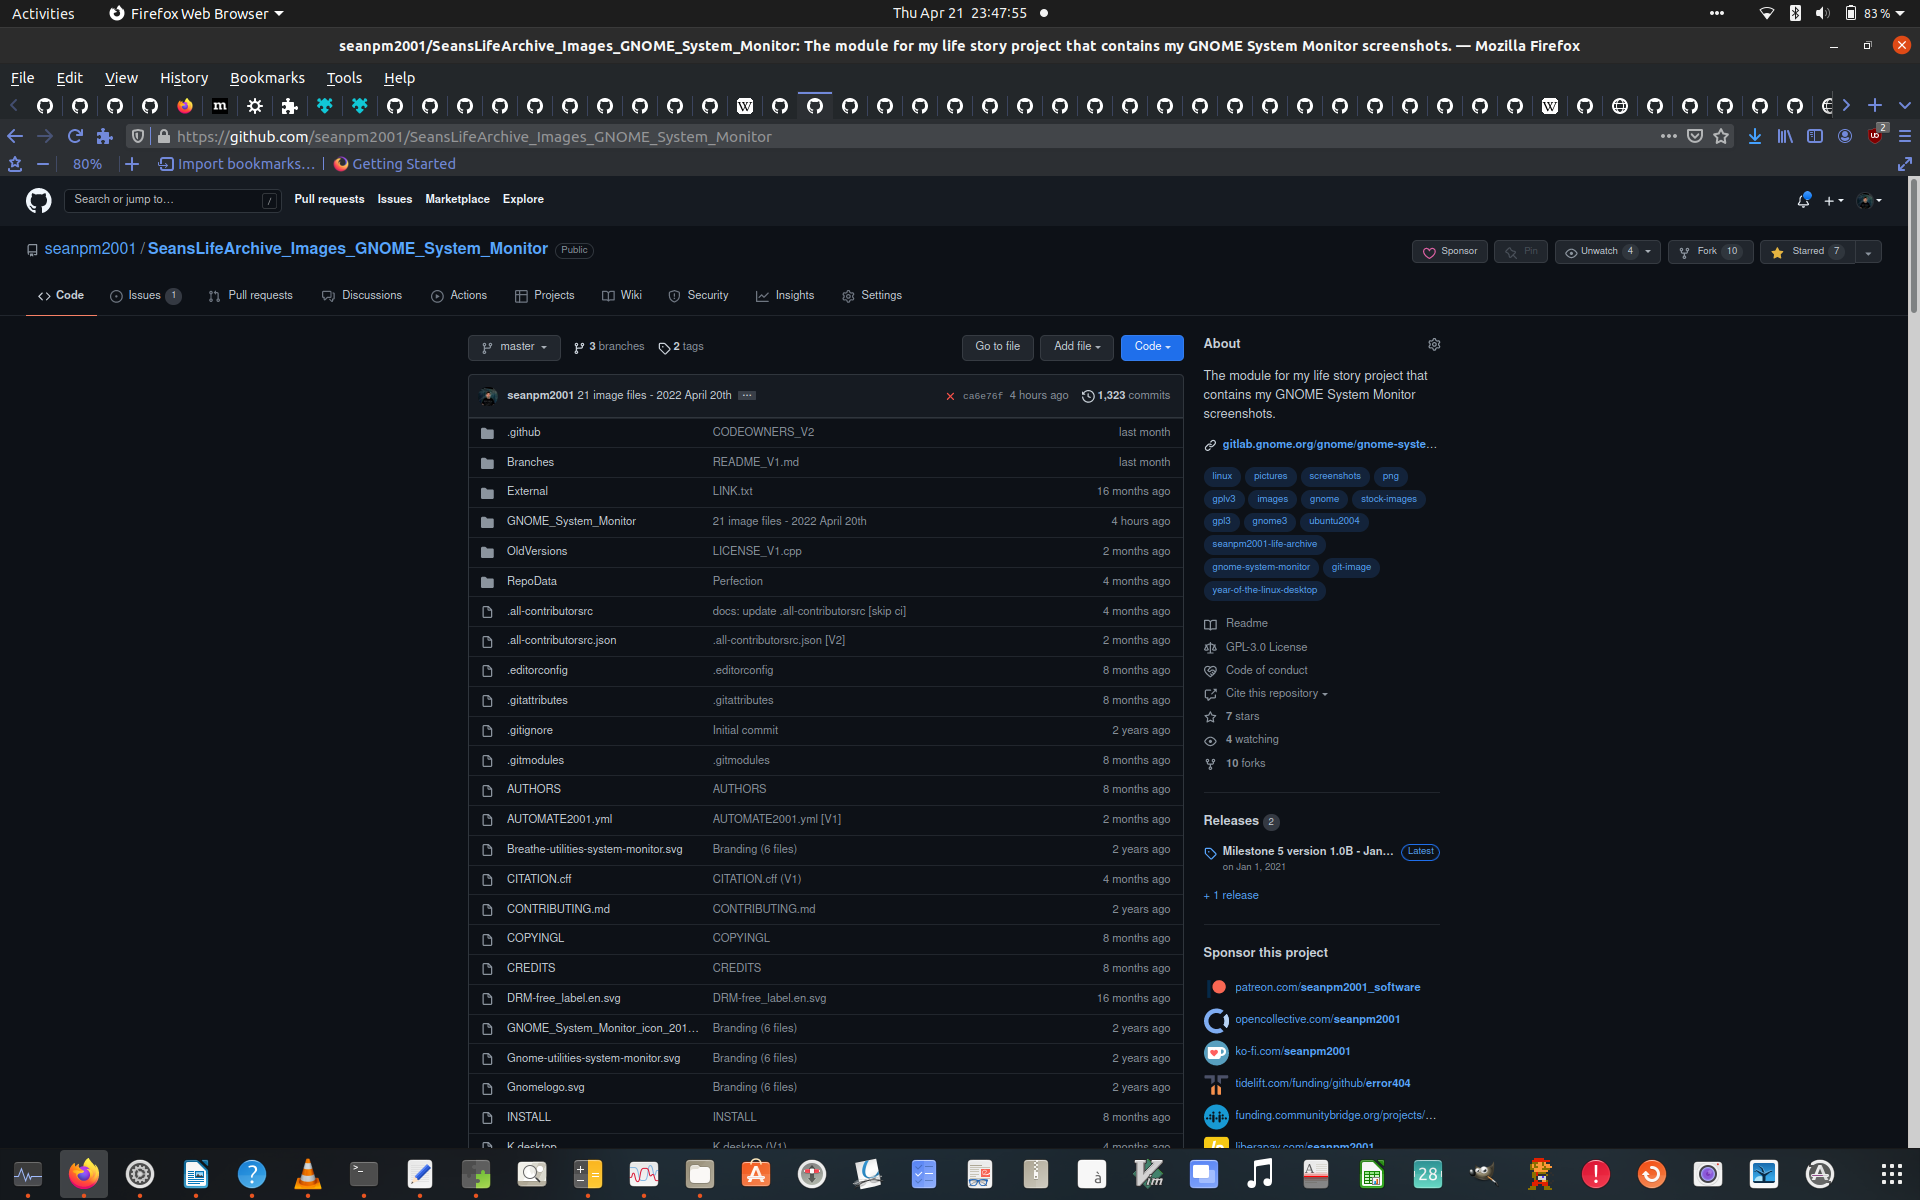 Activities Firefox Web Browser Thu Apr 21 23:47:55 83 %
seanpm2001/SeansLifeArchive_Images_GNOME_System_Monitor: The module for my life story project that contains my GNOME System Monitor screenshots. — Mozilla Firefox
File Edit View History Bookmarks Tools Help
https://github.com/seanpm2001/SeansLifeArchive_Images_GNOME_System_Monitor 2
80% Import bookmarks... Getting Started
Search or jump to... / Pull requests Issues Marketplace Explore
seanpm2001 / SeansLifeArchive_Images_GNOME_System_Monitor Public Sponsor Pin Unwatch 4 Fork 10 Starred 7
Code Issues 1 Pull requests Discussions Actions Projects Wiki Security Insights Settings
master 3 branches 2 tags Go to file Add file Code
seanpm2001 21 image files - 2022 April 20th ca6e76f 4 hours ago 1,323 commits
.github CODEOWNERS_V2 last month
Branches README_V1.md last month
External LINK.txt 16 months ago
GNOME_System_Monitor 21 image files - 2022 April 20th 4 hours ago
OldVersions LICENSE_V1.cpp 2 months ago
RepoData Perfection 4 months ago
.all-contributorsrc docs: update .all-contributorsrc [skip ci] 4 months ago
.all-contributorsrc.json .all-contributorsrc.json [V2] 2 months ago
.editorconfig .editorconfig 8 months ago
.gitattributes .gitattributes 8 months ago
.gitignore Initial commit 2 years ago
.gitmodules .gitmodules 8 months ago
AUTHORS AUTHORS 8 months ago
AUTOMATE2001.yml AUTOMATE2001.yml [V1] 2 months ago
Breathe-utilities-system-monitor.svg Branding (6 files) 2 years ago
CITATION.cff CITATION.cff (V1) 4 months ago
CONTRIBUTING.md CONTRIBUTING.md 2 years ago
COPYINGL COPYINGL 8 months ago
CREDITS CREDITS 8 months ago
DRM-free_label.en.svg DRM-free_label.en.svg 16 months ago
GNOME_System_Monitor_icon_201... Branding (6 files) 2 years ago
Gnome-utilities-system-monitor.svg Branding (6 files) 2 years ago
Gnomelogo.svg Branding (6 files) 2 years ago
INSTALL INSTALL 8 months ago
K.desktop K.desktop (V1) 4 months ago
About
The module for my life story project that
contains my GNOME System Monitor
screenshots.
gitlab.gnome.org/gnome/gnome-syste...
linux pictures screenshots png
gplv3 images gnome stock-images
gpl3 gnome3 ubuntu2004
seanpm2001-life-archive
gnome-system-monitor git-image
year-of-the-linux-desktop
Readme
GPL-3.0 License
Code of conduct
Cite this repository
7 stars
4 watching
10 forks
Releases 2
Milestone 5 version 1.0B - Jan... Latest
on Jan 1, 2021
+ 1 release
Sponsor this project
patreon.com/seanpm2001_software
opencollective.com/seanpm2001
ko-fi.com/seanpm2001
tidelift.com/funding/github/error404
funding.communitybridge.org/projects/...
liberapay.com/seanpm2001
28